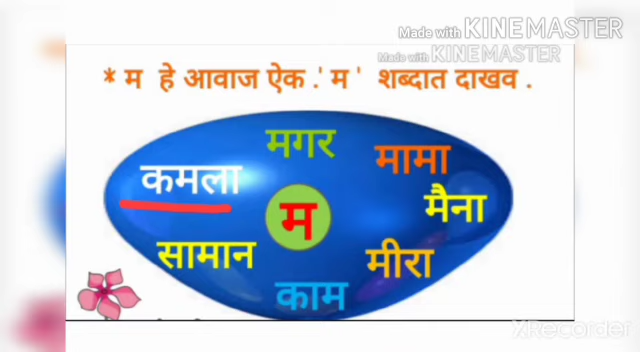 Made with KINEMASTER
Made with KINEMASTER
* म हे आवाज ऐक .' म ' शब्दात दाखव .
मगर
मामा
कमला
मैना
म
सामान
मीरा
काम
XRecorder